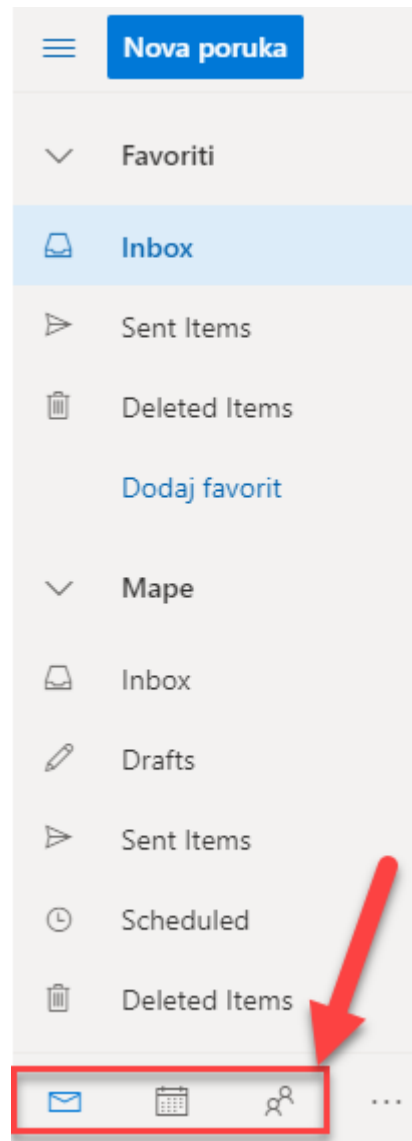 Nova poruka
Favoriti
Inbox
Sent Items
Deleted Items
Dodaj favorit
Mape
Inbox
Drafts
Sent Items
Scheduled
Deleted Items